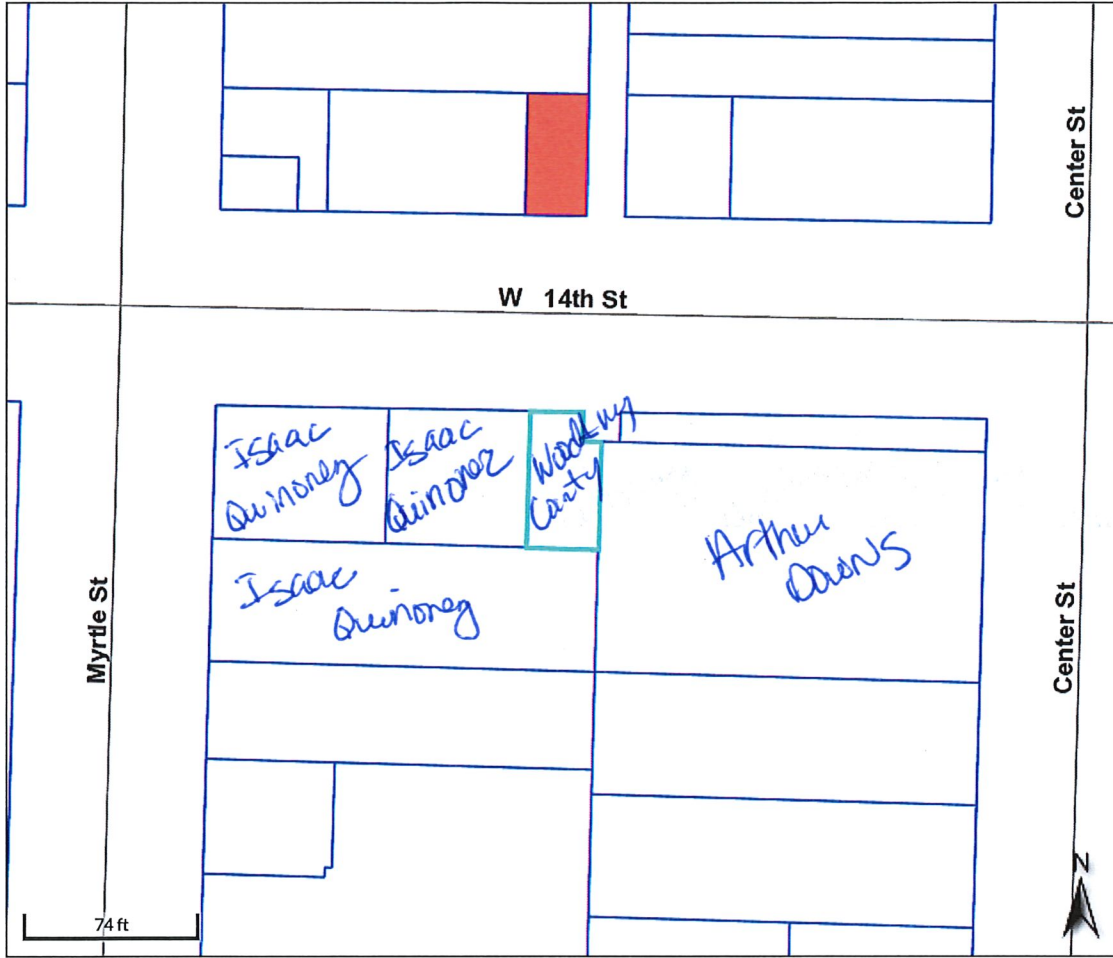 Center St
W 14th St
Isaac
Quinonez
Isaac
Quinonez
Isaac
Quinonez
Arthur
Downs
Myrtle St
Center St
N
74 ft